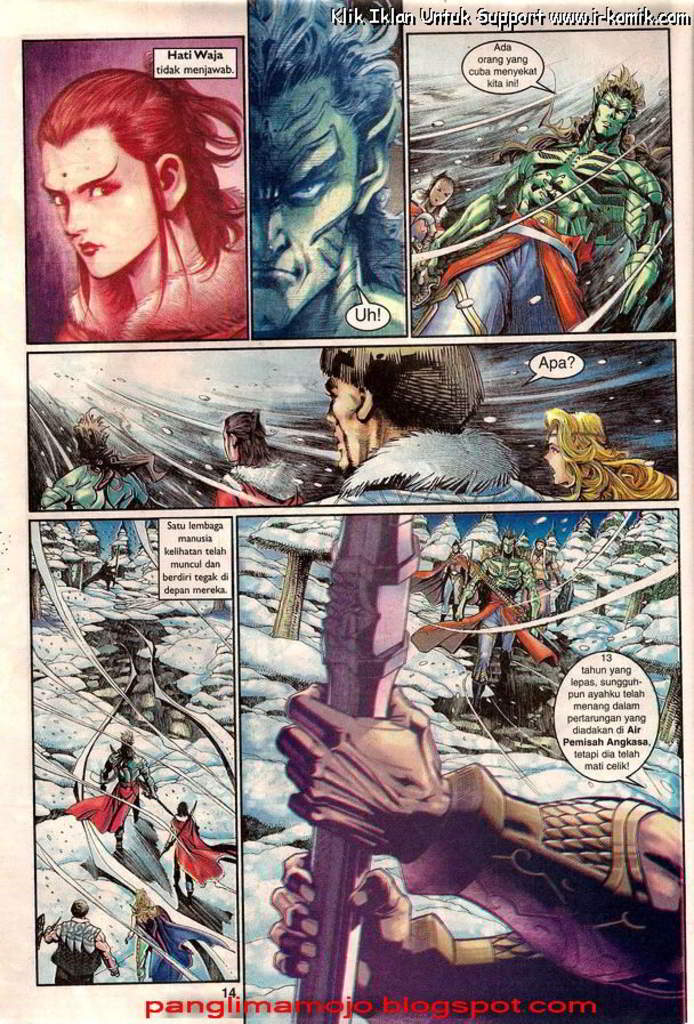 Klik Iklan Untuk Support www.i-komik.com
Hati Waja
tidak menjawab.
Uh!
Ada
orang yang
cuba menyekat
kita ini!
Apa?
Satu lembaga
manusia
kelihatan telah
muncul dan
berdiri tegak di
depan mereka.
13
tahun yang
lepas, sungguh-
pun ayahku telah
menang dalam
pertarungan yang
diadakan di Air
Pemisah Angkasa,
tetapi dia telah
mati celik!
14
panglimamojo.blogspot.com